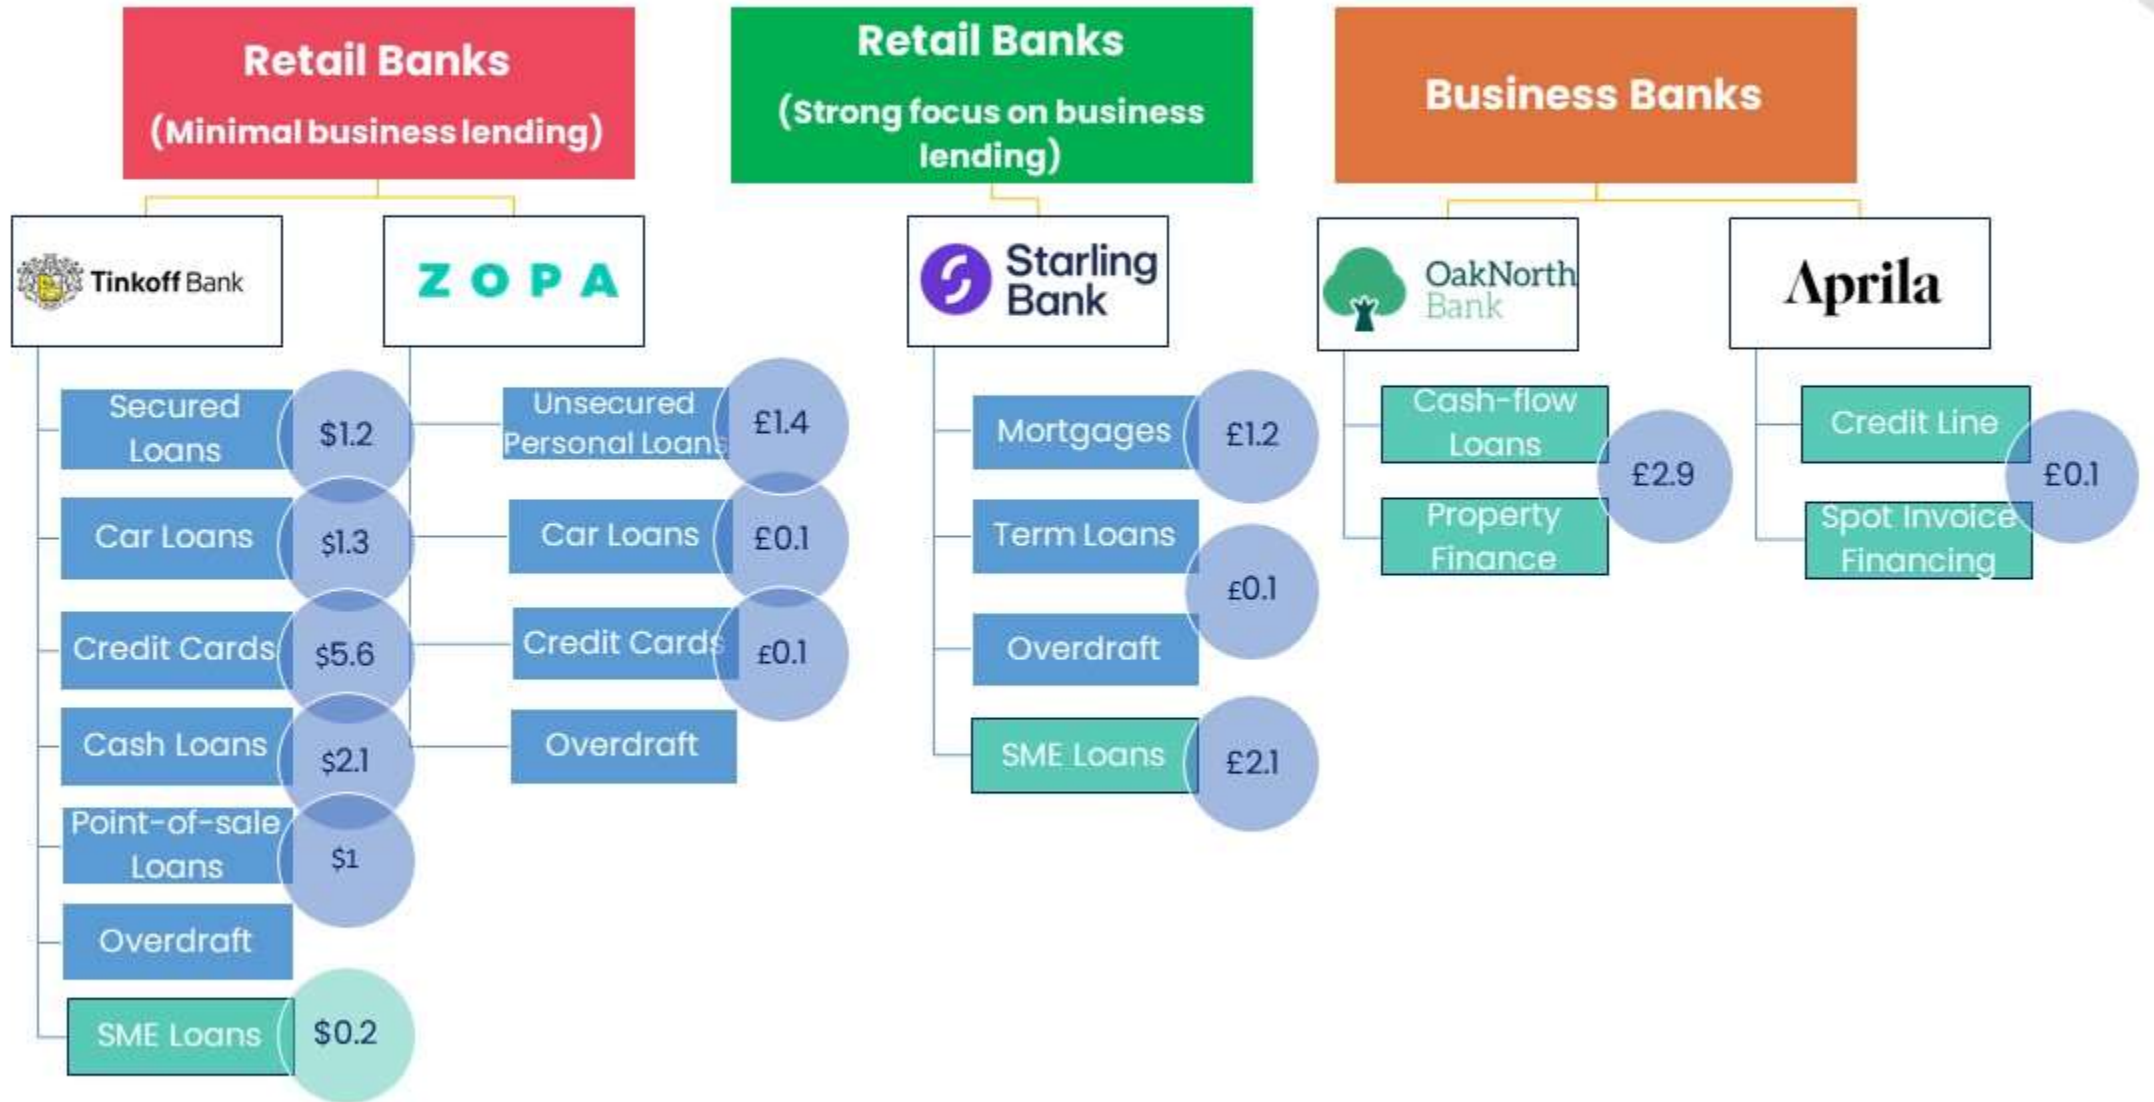 Retail Banks
(Minimal business lending)
Retail Banks
(Strong focus on business
lending)
Business Banks
Tinkoff Bank
ZOPA
Starling
Bank
OakNorth
Bank
Aprila
Secured
Loans
$1.2
Car Loans
$1.3
Credit Cards
$5.6
Cash Loans
$2.1
Point-of-sale
Loans
$1
Overdraft
SME Loans
$0.2
Unsecured
Personal Loans
£1.4
Car Loans
£0.1
Credit Cards
£0.1
Overdraft
Mortgages
£1.2
Term Loans
Overdraft
£0.1
SME Loans
£2.1
Cash-flow
Loans
Property
Finance
£2.9
Credit Line
Spot Invoice
Financing
£0.1